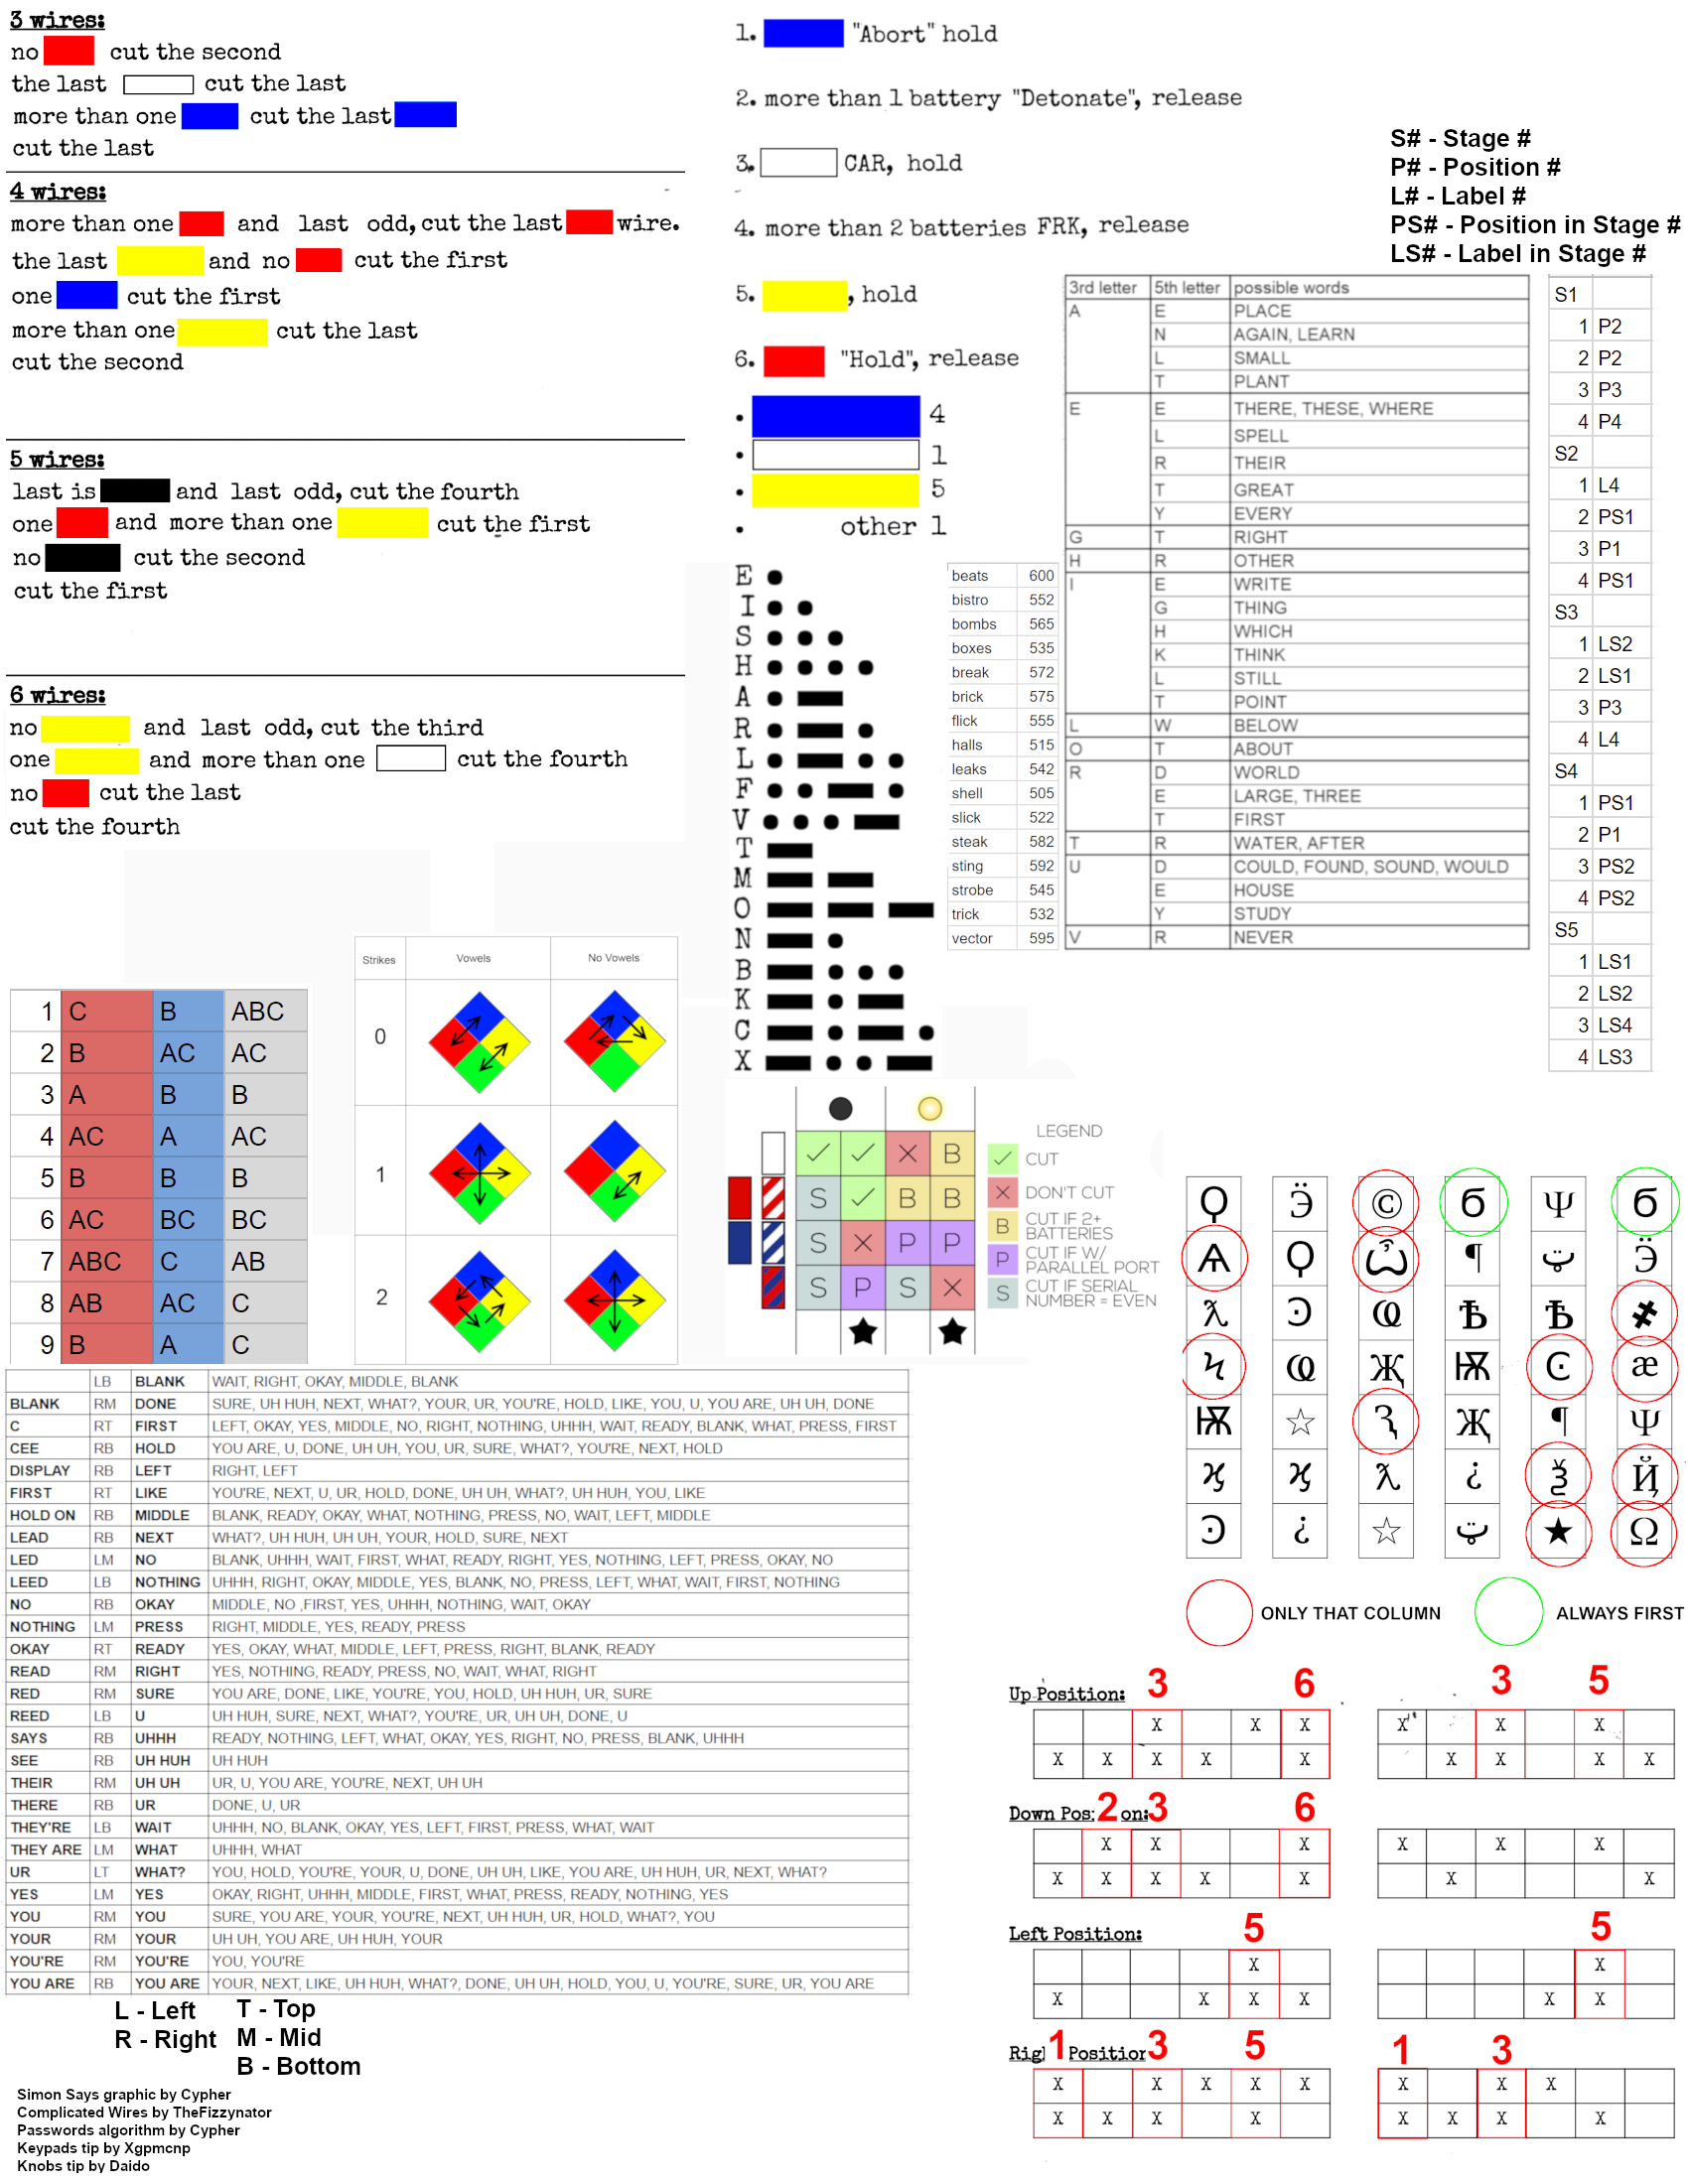 3 wires:
no cut the second
the last cut the last
more than one cut the last
cut the last
4 wires:
more than one and last odd, cut the last wire.
the last and no cut the first
one cut the first
more than one cut the last
cut the second
5 wires:
last is and last odd, cut the fourth
one and more than one cut the first
no cut the second
cut the first
6 wires:
no and last odd, cut the third
one and more than one cut the fourth
no cut the last
cut the fourth
1. "Abort" hold
2. more than 1 battery "Detonate", release
3. CAR, hold
4. more than 2 batteries FRK, release
5. , hold
6. "Hold", release
• 4
• 1
• 5
• other 1
S# - Stage #
P# - Position #
L# - Label #
PS# - Position in Stage #
LS# - Label in Stage #
3rd letter 5th letter possible words
A E PLACE
N AGAIN, LEARN
L SMALL
T PLANT
E E THERE, THESE, WHERE
L SPELL
R THEIR
T GREAT
Y EVERY
G T RIGHT
H R OTHER
I E WRITE
G THING
H WHICH
K THINK
L STILL
T POINT
L W BELOW
O T ABOUT
R D WORLD
E LARGE, THREE
T FIRST
T R WATER, AFTER
U D COULD, FOUND, SOUND, WOULD
E HOUSE
Y STUDY
V R NEVER
S1
1 P2
2 P2
3 P3
4 P4
S2
1 L4
2 PS1
3 P1
4 PS1
S3
1 LS2
2 LS1
3 P3
4 L4
S4
1 PS1
2 P1
3 PS2
4 PS2
S5
1 LS1
2 LS2
3 LS4
4 LS3
E
I
S
H
A
R
L
F
V
T
M
O
N
B
K
C
X
beats 600
bistro 552
bombs 565
boxes 535
break 572
brick 575
flick 555
halls 515
leaks 542
shell 505
slick 522
steak 582
sting 592
strobe 545
trick 532
vector 595
1 C B ABC
2 B AC AC
3 A B B
4 AC A AC
5 B B B
6 AC BC BC
7 ABC C AB
8 AB AC C
9 B A C
Strikes Vowels No Vowels
0
1
2
✓ ✓ X B
S ✓ B B
S X P P
S P S X
LEGEND
✓ CUT
X DON'T CUT
B CUT IF 2+
BATTERIES
P CUT IF W/
PARALLEL PORT
S CUT IF SERIAL
NUMBER = EVEN
Ϙ Ӭ © Ϭ Ψ Ϭ
Ѧ Ϙ Ѽ ¶ ټ Ӭ
ƛ Ͽ Ҩ Ѣ Ѣ ҂
Ϟ Ҩ Җ Ѭ Ͼ æ
Ѭ ☆ Ԇ Җ ¶ Ψ
ϗ ϗ ƛ ¿ Ѯ Ҋ
Ͽ ¿ ☆ ټ ★ Ω
ONLY THAT COLUMN ALWAYS FIRST
LB BLANK WAIT, RIGHT, OKAY, MIDDLE, BLANK
BLANK RM DONE SURE, UH HUH, NEXT, WHAT?, YOUR, UR, YOU'RE, HOLD, LIKE, YOU, U, YOU ARE, UH UH, DONE
C RT FIRST LEFT, OKAY, YES, MIDDLE, NO, RIGHT, NOTHING, UHHH, WAIT, READY, BLANK, WHAT, PRESS, FIRST
CEE RB HOLD YOU ARE, U, DONE, UH UH, YOU, UR, SURE, WHAT?, YOU'RE, NEXT, HOLD
DISPLAY RB LEFT RIGHT, LEFT
FIRST RT LIKE YOU'RE, NEXT, U, UR, HOLD, DONE, UH UH, WHAT?, UH HUH, YOU, LIKE
HOLD ON RB MIDDLE BLANK, READY, OKAY, WHAT, NOTHING, PRESS, NO, WAIT, LEFT, MIDDLE
LEAD RB NEXT WHAT?, UH HUH, UH UH, YOUR, HOLD, SURE, NEXT
LED LM NO BLANK, UHHH, WAIT, FIRST, WHAT, READY, RIGHT, YES, NOTHING, LEFT, PRESS, OKAY, NO
LEED LB NOTHING UHHH, RIGHT, OKAY, MIDDLE, YES, BLANK, NO, PRESS, LEFT, WHAT, WAIT, FIRST, NOTHING
NO RB OKAY MIDDLE, NO ,FIRST, YES, UHHH, NOTHING, WAIT, OKAY
NOTHING LM PRESS RIGHT, MIDDLE, YES, READY, PRESS
OKAY RT READY YES, OKAY, WHAT, MIDDLE, LEFT, PRESS, RIGHT, BLANK, READY
READ RM RIGHT YES, NOTHING, READY, PRESS, NO, WAIT, WHAT, RIGHT
RED RM SURE YOU ARE, DONE, LIKE, YOU'RE, YOU, HOLD, UH HUH, UR, SURE
REED LB U UH HUH, SURE, NEXT, WHAT?, YOU'RE, UR, UH UH, DONE, U
SAYS RB UHHH READY, NOTHING, LEFT, WHAT, OKAY, YES, RIGHT, NO, PRESS, BLANK, UHHH
SEE RB UH HUH UH HUH
THEIR RM UH UH UR, U, YOU ARE, YOU'RE, NEXT, UH UH
THERE RB UR DONE, U, UR
THEY'RE LB WAIT UHHH, NO, BLANK, OKAY, YES, LEFT, FIRST, PRESS, WHAT, WAIT
THEY ARE LM WHAT UHHH, WHAT
UR LT WHAT? YOU, HOLD, YOU'RE, YOUR, U, DONE, UH UH, LIKE, YOU ARE, UH HUH, UR, NEXT, WHAT?
YES LM YES OKAY, RIGHT, UHHH, MIDDLE, FIRST, WHAT, PRESS, READY, NOTHING, YES
YOU RM YOU SURE, YOU ARE, YOUR, YOU'RE, NEXT, UH HUH, UR, HOLD, WHAT?, YOU
YOUR RM YOUR UH UH, YOU ARE, UH HUH, YOUR
YOU'RE RM YOU'RE YOU, YOU'RE
YOU ARE RB YOU ARE YOUR, NEXT, LIKE, UH HUH, WHAT?, DONE, UH UH, HOLD, YOU, U, YOU'RE, SURE, UR, YOU ARE
L - Left T - Top
R - Right M - Mid
B - Bottom
Simon Says graphic by Cypher
Complicated Wires by TheFizzynator
Passwords algorithm by Cypher
Keypads tip by Xgpmcnp
Knobs tip by Daido
Up Position: 3 6 3 5
X X X X X X
X X X X X X X X X
Down Pos 2 on: 3 6
X X X X X X
X X X X X X X
Left Position: 5 5
X X
X X X X X X
Rig 1 Position 3 5 1 3
X X X X X X X X
X X X X X X X X